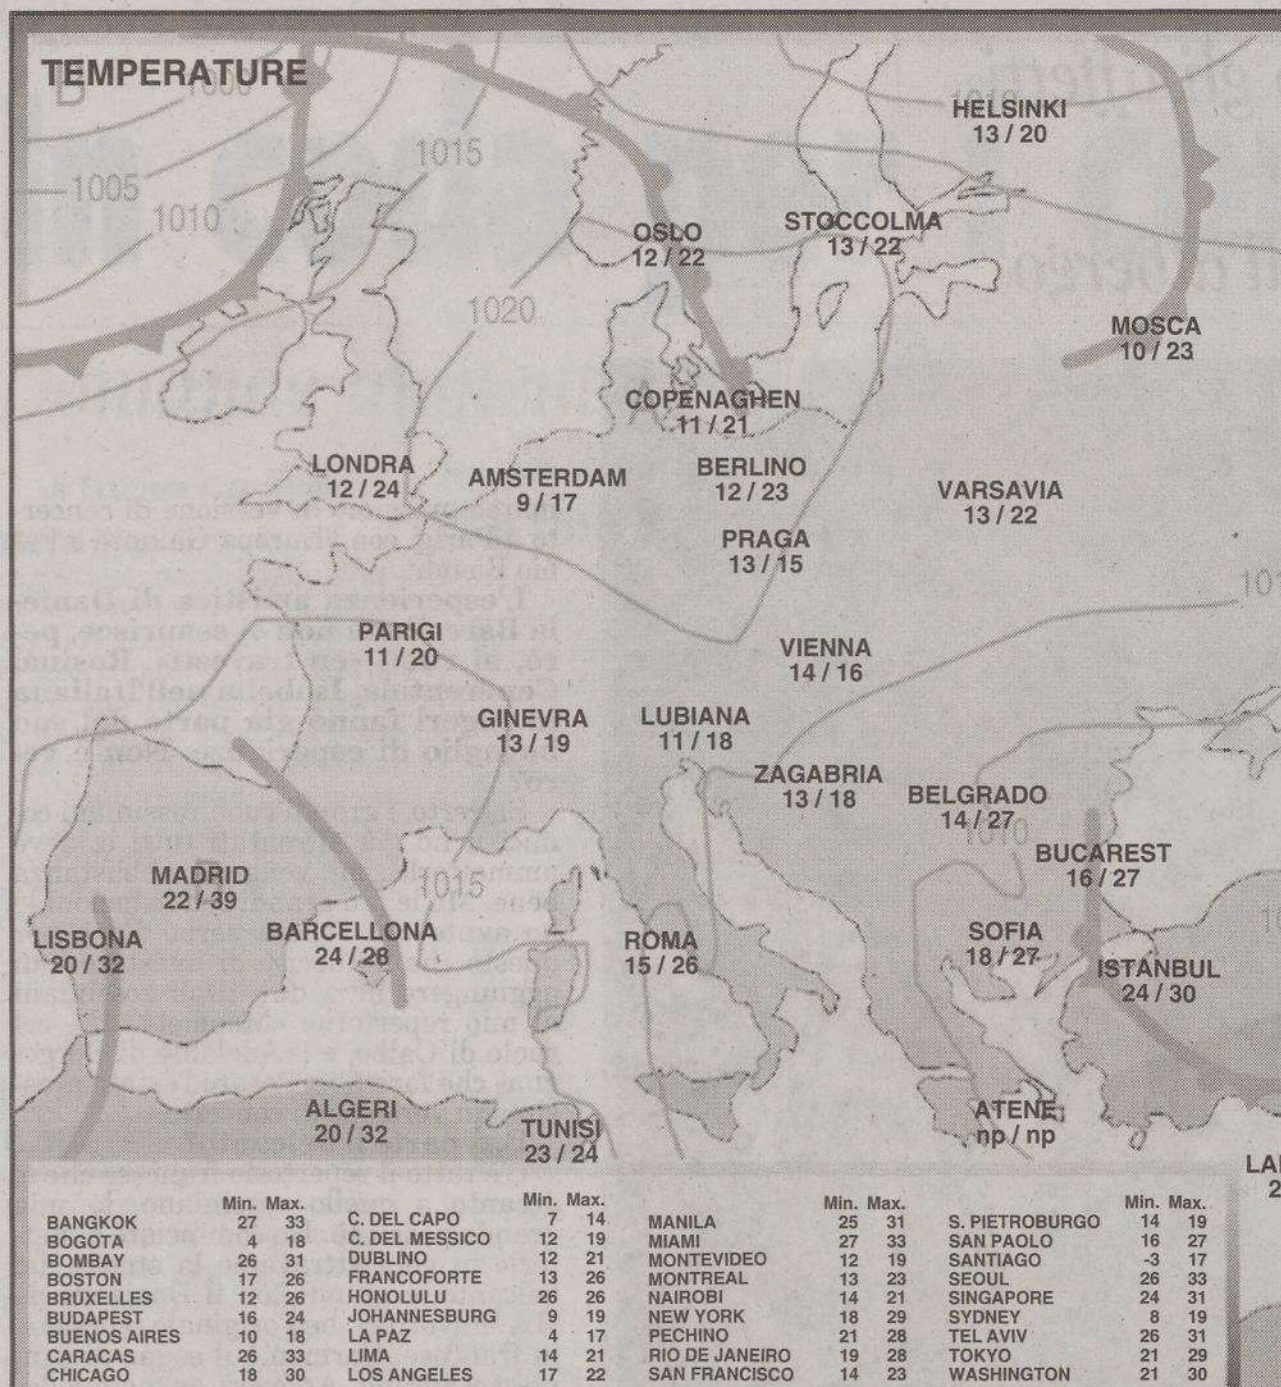 TEMPERATURE
1000
HELSINKI
13 / 20
1015
1005
1010
OSLO
12 / 22
STOCCOLMA
13 / 22
1020
MOSCA
10 / 23
COPENAGHEN
11 / 21
LONDRA
12 / 24
AMSTERDAM
9 / 17
BERLINO
12 / 23
VARSAVIA
13 / 22
PRAGA
13 / 15
PARIGI
11 / 20
VIENNA
14 / 16
GINEVRA
13 / 19
LUBIANA
11 / 18
ZAGABRIA
13 / 18
BELGRADO
14 / 27
1010
BUCAREST
16 / 27
MADRID
22 / 39
1015
LISBONA
20 / 32
BARCELLONA
24 / 28
ROMA
15 / 26
SOFIA
18 / 27
ISTANBUL
24 / 30
ALGERI
20 / 32
TUNISI
23 / 24
ATENE
np / np
Min. Max.
BANGKOK 27 33
BOGOTA 4 18
BOMBAY 26 31
BOSTON 17 26
BRUXELLES 12 26
BUDAPEST 16 24
BUENOS AIRES 10 18
CARACAS 26 33
CHICAGO 18 30
Min. Max.
C. DEL CAPO 7 14
C. DEL MESSICO 12 19
DUBLINO 12 21
FRANCOFORTE 13 26
HONOLULU 26 26
JOHANNESBURG 9 19
LA PAZ 4 17
LIMA 14 21
LOS ANGELES 17 22
Min. Max.
MANILA 25 31
MIAMI 27 33
MONTEVIDEO 12 19
MONTREAL 13 23
NAIROBI 14 21
NEW YORK 18 29
PECHINO 21 28
RIO DE JANEIRO 19 28
SAN FRANCISCO 14 23
Min. Max.
S. PIETROBURGO 14 19
SAN PAOLO 16 27
SANTIAGO -3 17
SEOUL 26 33
SINGAPORE 24 31
SYDNEY 8 19
TEL AVIV 26 31
TOKYO 21 29
WASHINGTON 21 30